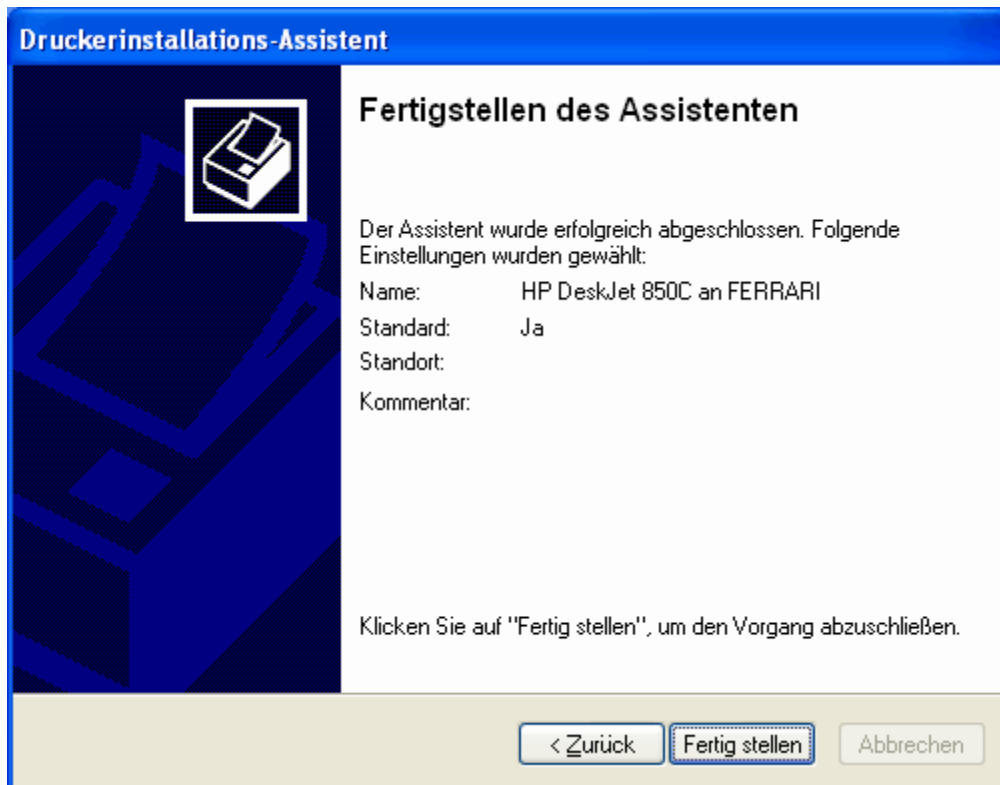 Druckerinstallations-Assistent
Fertigstellen des Assistenten
Der Assistent wurde erfolgreich abgeschlossen. Folgende
Einstellungen wurden gewählt:
Name: HP DeskJet 850C an FERRARI
Standard: Ja
Standort:
Kommentar:
Klicken Sie auf "Fertig stellen", um den Vorgang abzuschließen.
< Zurück Fertig stellen Abbrechen